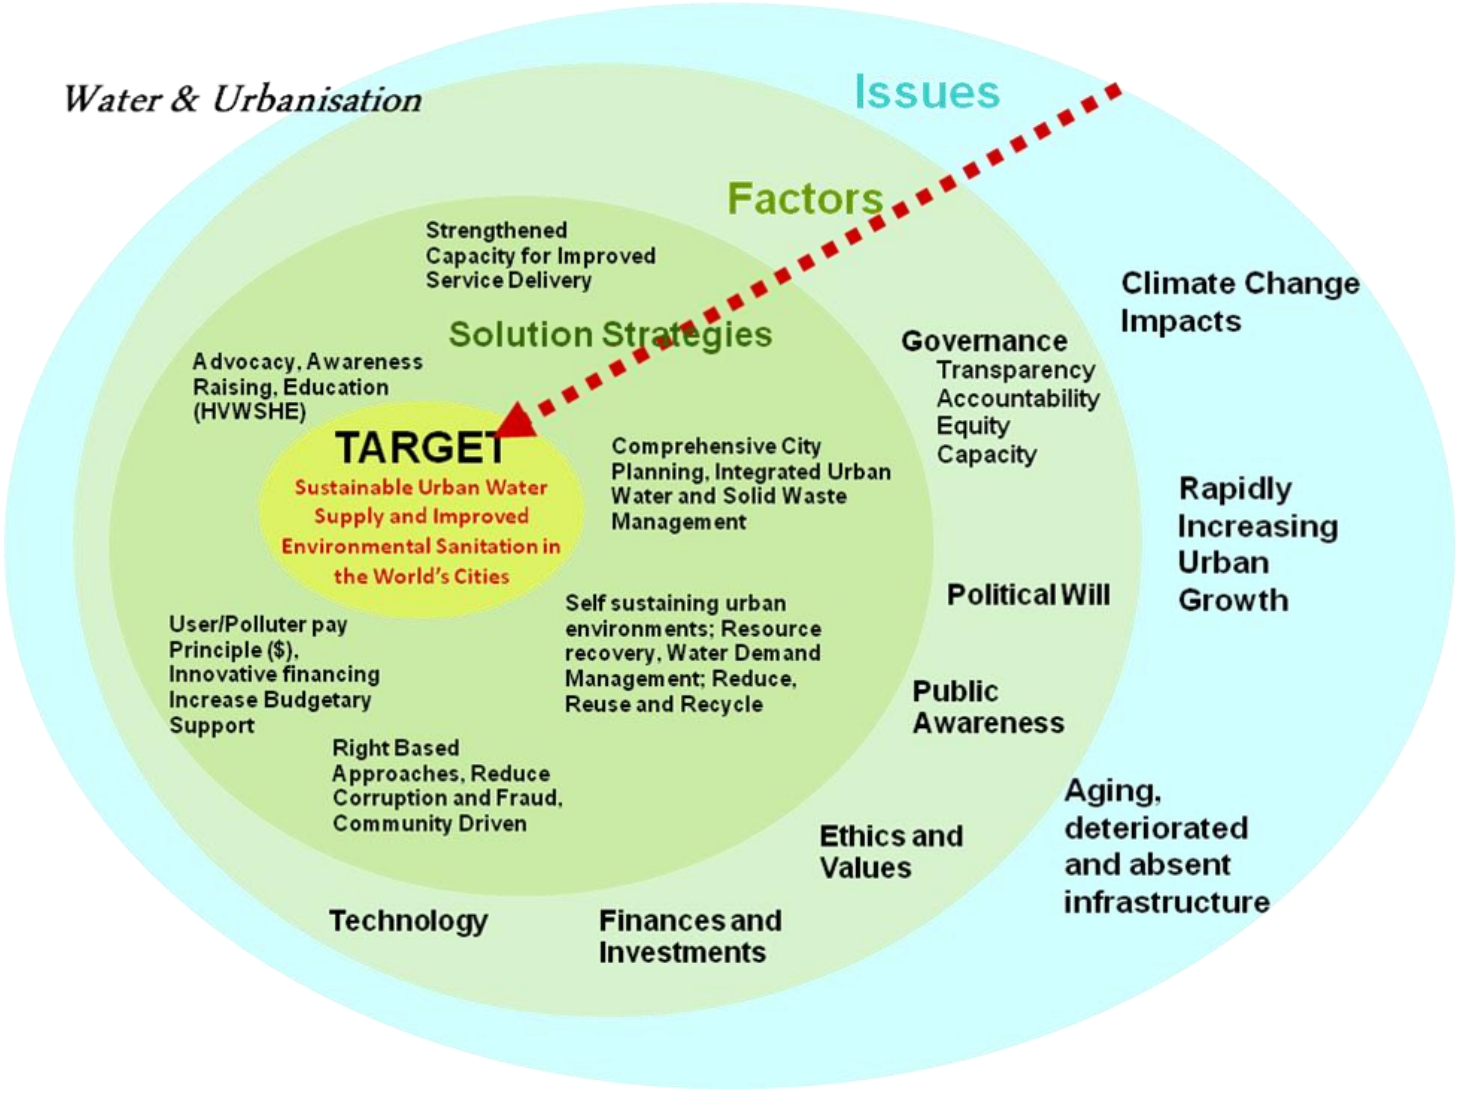 Water & Urbanisation
Issues
Factors
Strengthened
Capacity for Improved
Service Delivery
Solution Strategies
Advocacy, Awareness
Raising, Education
(HVWSHE)
TARGET
Sustainable Urban Water
Supply and Improved
Environmental Sanitation in
the World's Cities
Comprehensive City
Planning, Integrated Urban
Water and Solid Waste
Management
Self sustaining urban
environments; Resource
recovery, Water Demand
Management; Reduce,
Reuse and Recycle
User/Polluter pay
Principle ($),
Innovative financing
Increase Budgetary
Support
Right Based
Approaches, Reduce
Corruption and Fraud,
Community Driven
Governance
Transparency
Accountability
Equity
Capacity
Political Will
Public
Awareness
Ethics and
Values
Finances and
Investments
Technology
Climate Change
Impacts
Rapidly
Increasing
Urban
Growth
Aging,
deteriorated
and absent
infrastructure